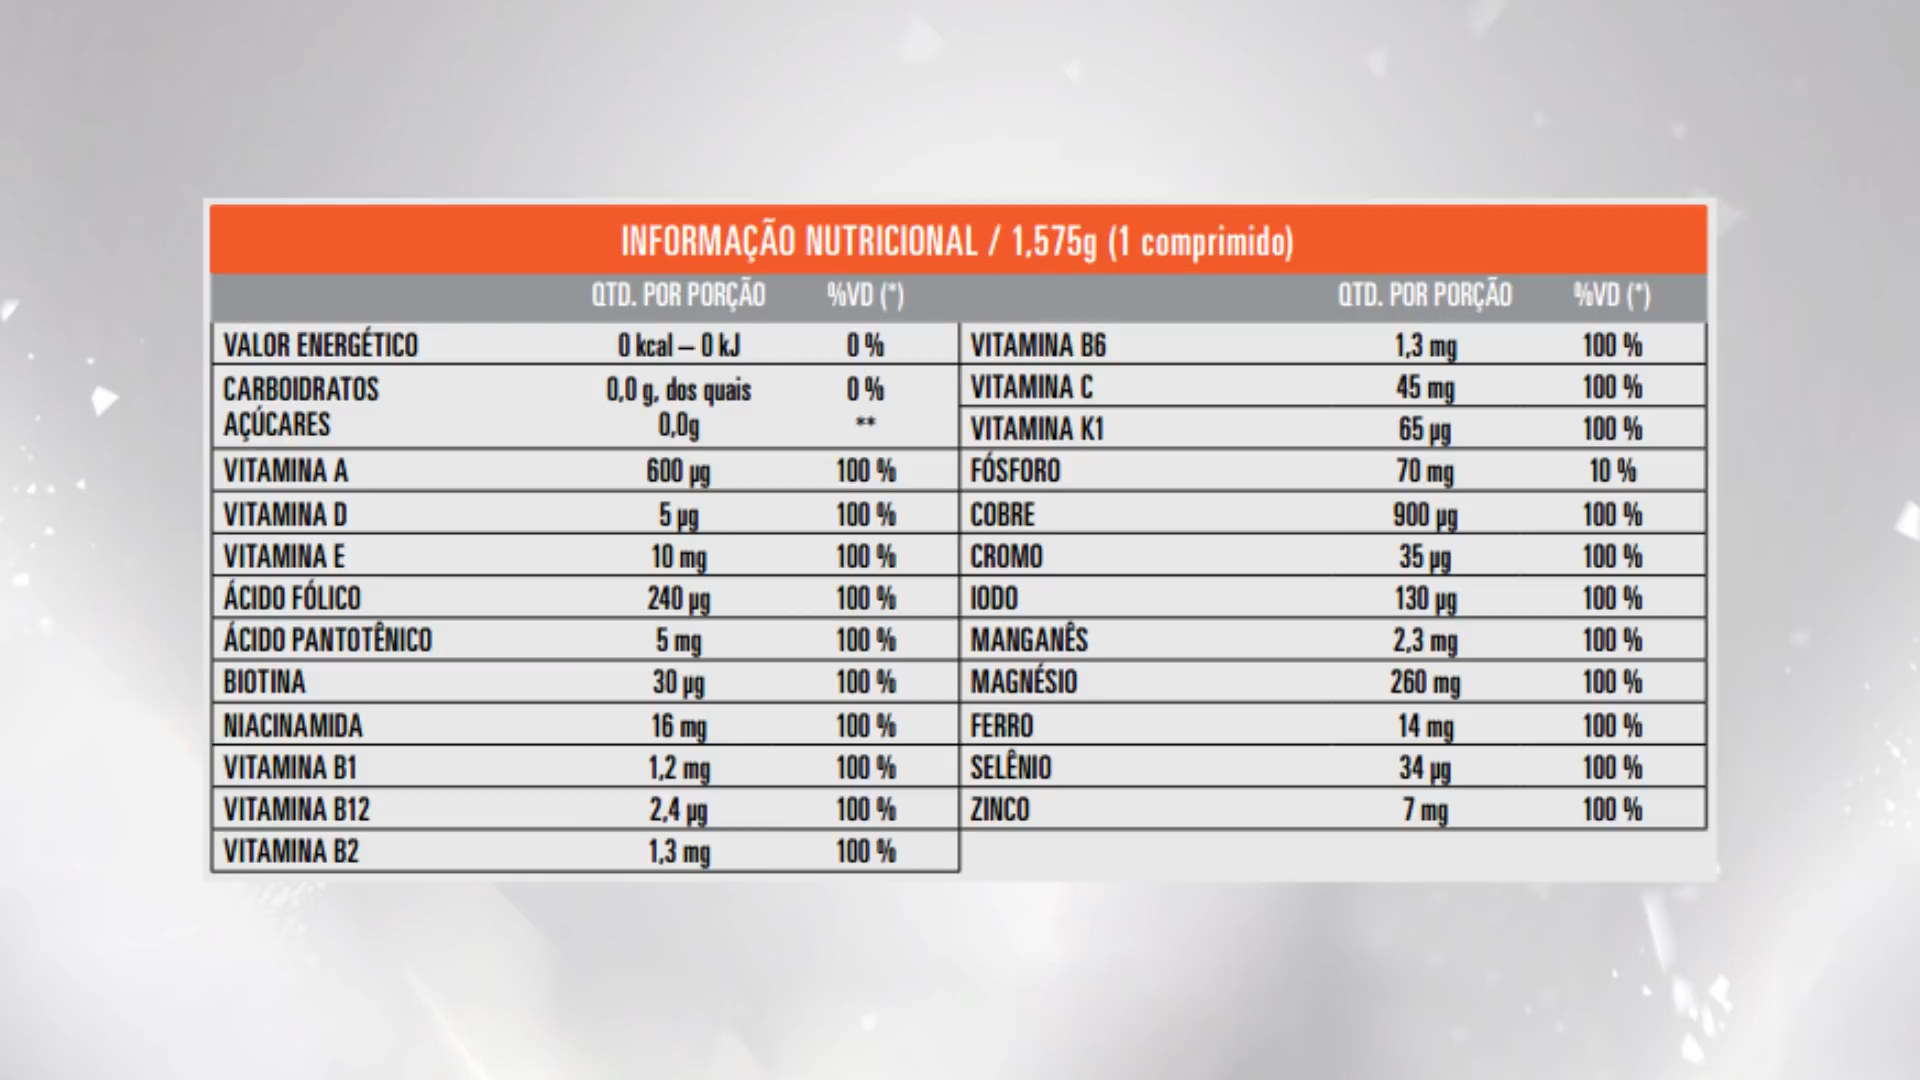 INFORMAÇÃO NUTRICIONAL / 1,575g (1 comprimido)
QTD. POR PORÇÃO %VD (*) QTD. POR PORÇÃO %VD (*)
VALOR ENERGÉTICO 0 kcal – 0 kJ 0 %
CARBOIDRATOS 0,0 g, dos quais 0 %
AÇÚCARES 0,0g **
VITAMINA A 600 µg 100 %
VITAMINA D 5 µg 100 %
VITAMINA E 10 mg 100 %
ÁCIDO FÓLICO 240 µg 100 %
ÁCIDO PANTOTÊNICO 5 mg 100 %
BIOTINA 30 µg 100 %
NIACINAMIDA 16 mg 100 %
VITAMINA B1 1,2 mg 100 %
VITAMINA B12 2,4 µg 100 %
VITAMINA B2 1,3 mg 100 %
VITAMINA B6 1,3 mg 100 %
VITAMINA C 45 mg 100 %
VITAMINA K1 65 µg 100 %
FÓSFORO 70 mg 10 %
COBRE 900 µg 100 %
CROMO 35 µg 100 %
IODO 130 µg 100 %
MANGANÊS 2,3 mg 100 %
MAGNÉSIO 260 mg 100 %
FERRO 14 mg 100 %
SELÊNIO 34 µg 100 %
ZINCO 7 mg 100 %